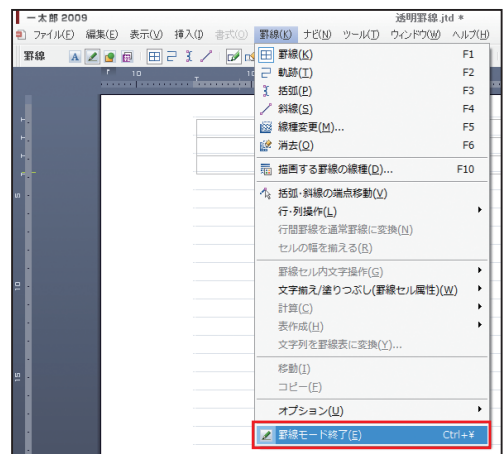 一太郎 2009
透明罫線.jtd *
ファイル(F) 編集(E) 表示(V) 挿入(I) 書式(O) 罫線(K) ナビ(N) ツール(T) ウィンドウ(W) ヘルプ(H)
罫線
罫線(K) F1
軌跡(T) F2
括弧(P) F3
斜線(S) F4
線種変更(M)... F5
消去(O) F6
描画する罫線の線種(D)... F10
括弧・斜線の端点移動(V)
行・列操作(L)
行間罫線を通常罫線に変換(N)
セルの幅を揃える(R)
罫線セル内文字操作(G)
文字揃え/塗りつぶし(罫線セル属性)(W)
計算(C)
表作成(H)
文字列を罫線表に変換(Y)...
移動(I)
コピー(F)
オプション(U)
罫線モード終了(E) Ctrl+¥
10
5
10
15